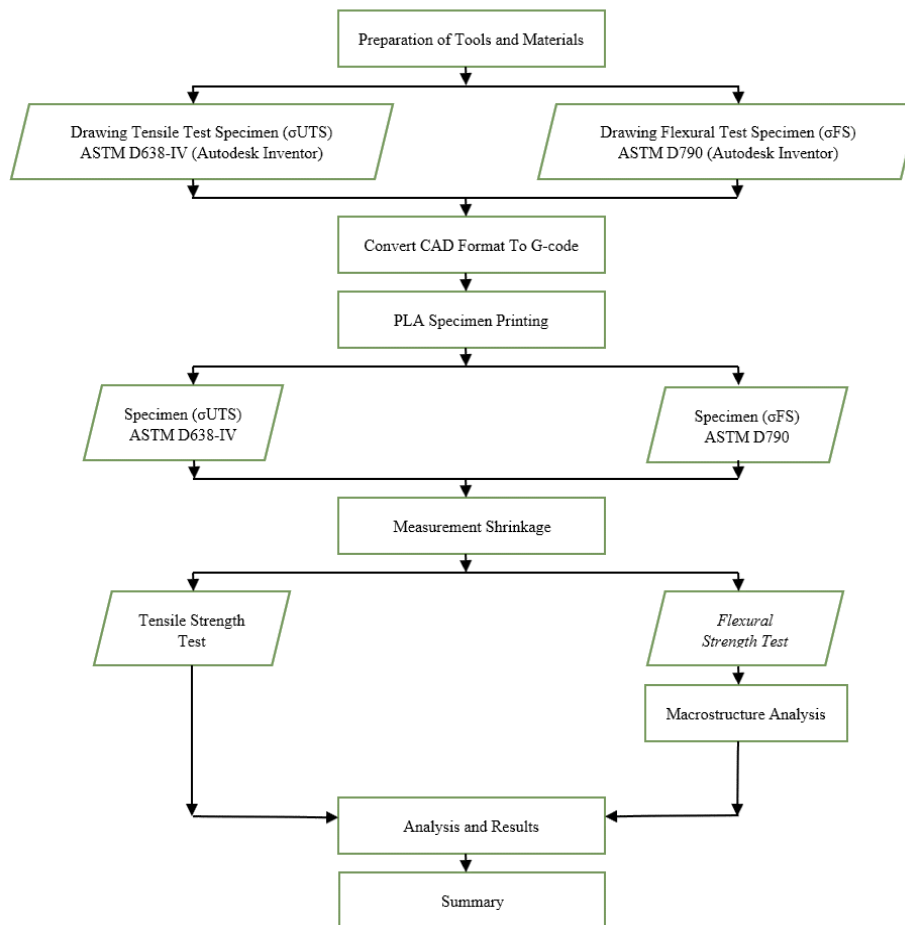 Preparation of Tools and Materials
Drawing Tensile Test Specimen (σUTS)
ASTM D638-IV (Autodesk Inventor)
Drawing Flexural Test Specimen (σFS)
ASTM D790 (Autodesk Inventor)
Convert CAD Format To G-code
PLA Specimen Printing
Specimen (σUTS)
ASTM D638-IV
Specimen (σFS)
ASTM D790
Measurement Shrinkage
Tensile Strength
Test
Flexural
Strength Test
Macrostructure Analysis
Analysis and Results
Summary